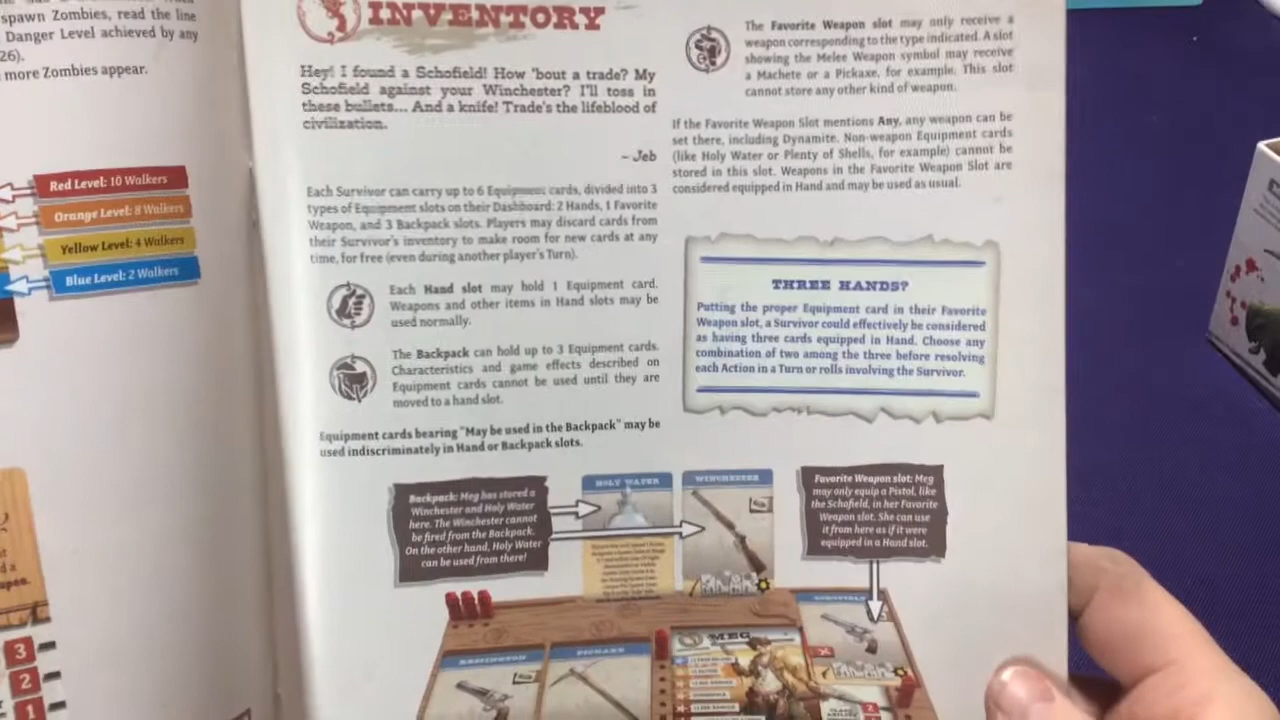 spawn Zombies, read the line
Danger Level achieved by any
26).
more Zombies appear.
Red Level: 10 Walkers
Orange Level: 8 Walkers
Yellow Level: 4 Walkers
Blue Level: 2 Walkers
3
2
1
INVENTORY
Hey! I found a Schofield! How 'bout a trade? My
Schofield against your Winchester? I'll toss in
these bullets... And a knife! Trade's the lifeblood of
civilization.
~ Jeb
Each Survivor can carry up to 6 Equipment cards, divided into 3
types of Equipment slots on their Dashboard: 2 Hands, 1 Favorite
Weapon, and 3 Backpack slots. Players may discard cards from
their Survivor's inventory to make room for new cards at any
time, for free (even during another player's Turn).
Each Hand slot may hold 1 Equipment card.
Weapons and other items in Hand slots may be
used normally.
The Backpack can hold up to 3 Equipment cards.
Characteristics and game effects described on
Equipment cards cannot be used until they are
moved to a hand slot.
Equipment cards bearing "May be used in the Backpack" may be
used indiscriminately in Hand or Backpack slots.
The Favorite Weapon slot may only receive a
weapon corresponding to the type indicated. A slot
showing the Melee Weapon symbol may receive
a Machete or a Pickaxe, for example. This slot
cannot store any other kind of weapon.
If the Favorite Weapon Slot mentions Any, any weapon can be
set there, including Dynamite. Non-weapon Equipment cards
(like Holy Water or Plenty of Shells, for example) cannot be
stored in this slot. Weapons in the Favorite Weapon Slot are
considered equipped in Hand and may be used as usual.
THREE HANDS?
Putting the proper Equipment card in their Favorite
Weapon slot, a Survivor could effectively be considered
as having three cards equipped in Hand. Choose any
combination of two among the three before resolving
each Action in a Turn or rolls involving the Survivor.
Backpack: Meg has stored a
Winchester and Holy Water
here. The Winchester cannot
be fired from the Backpack.
On the other hand, Holy Water
can be used from there!
HOLY WATER
WINCHESTER
Favorite Weapon slot: Meg
may only equip a Pistol, like
the Schofield, in her Favorite
Weapon slot. She can use
it from here as if it were
equipped in a Hand slot.
REMINGTON
PICKAXE
MEG
SCHOFIELD